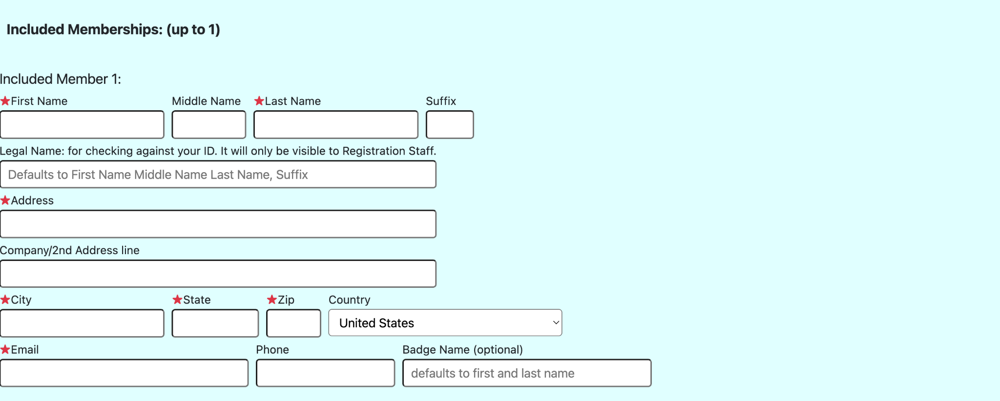 Included Memberships: (up to 1)
Included Member 1:
★First Name Middle Name ★Last Name Suffix
Legal Name: for checking against your ID. It will only be visible to Registration Staff.
Defaults to First Name Middle Name Last Name, Suffix
★Address
Company/2nd Address line
★City ★State ★Zip Country
United States
★Email Phone Badge Name (optional)
defaults to first and last name